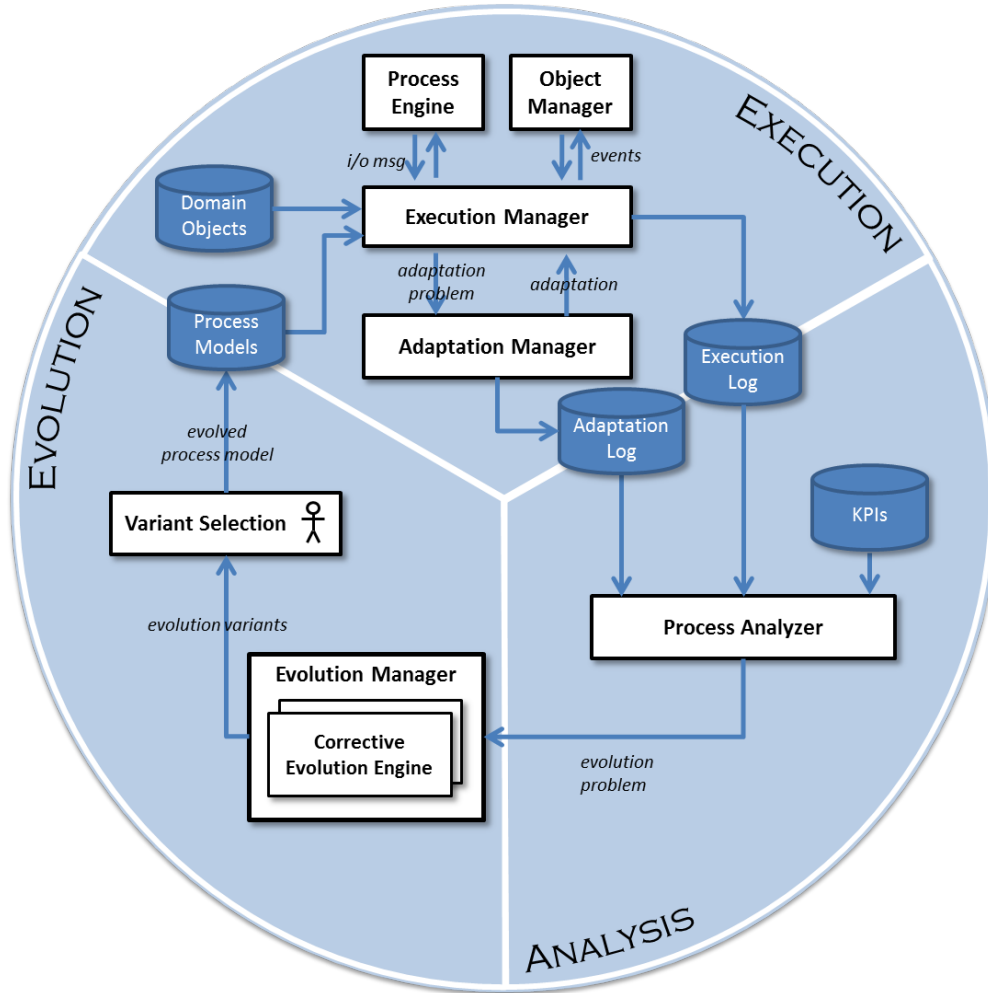 Process
Engine
Object
Manager
EXECUTION
i/o msg
events
Domain
Objects
Execution Manager
adaptation
problem
adaptation
EVOLUTION
Process
Models
Adaptation Manager
Execution
Log
Adaptation
Log
evolved
process model
KPIs
Variant Selection
evolution variants
Process Analyzer
Evolution Manager
Corrective
Evolution Engine
evolution
problem
ANALYSIS